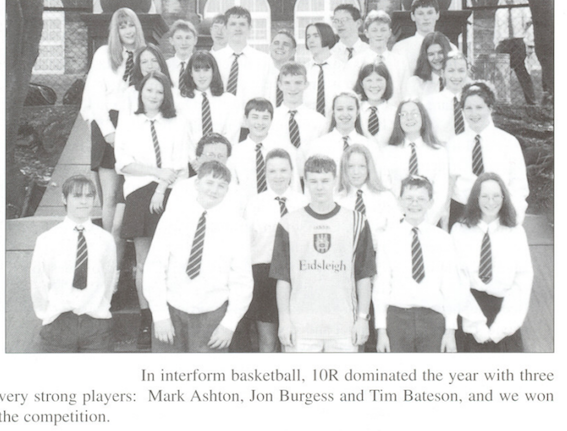 Endsleigh
In interform basketball, 10R dominated the year with three
very strong players: Mark Ashton, Jon Burgess and Tim Bateson, and we won
the competition.